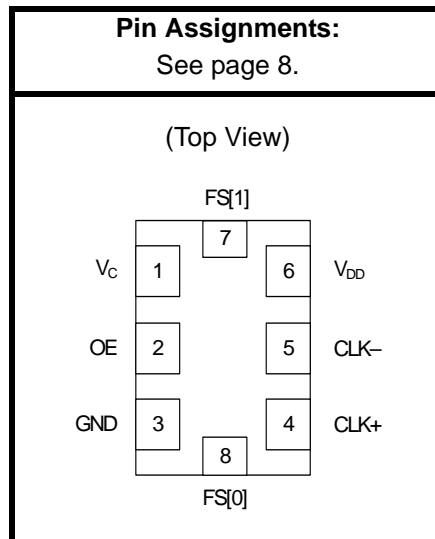 Pin Assignments:
See page 8.
(Top View)
FS[1]
7
VC 1 6 VDD
OE 2 5 CLK–
GND 3 4 CLK+
8
FS[0]